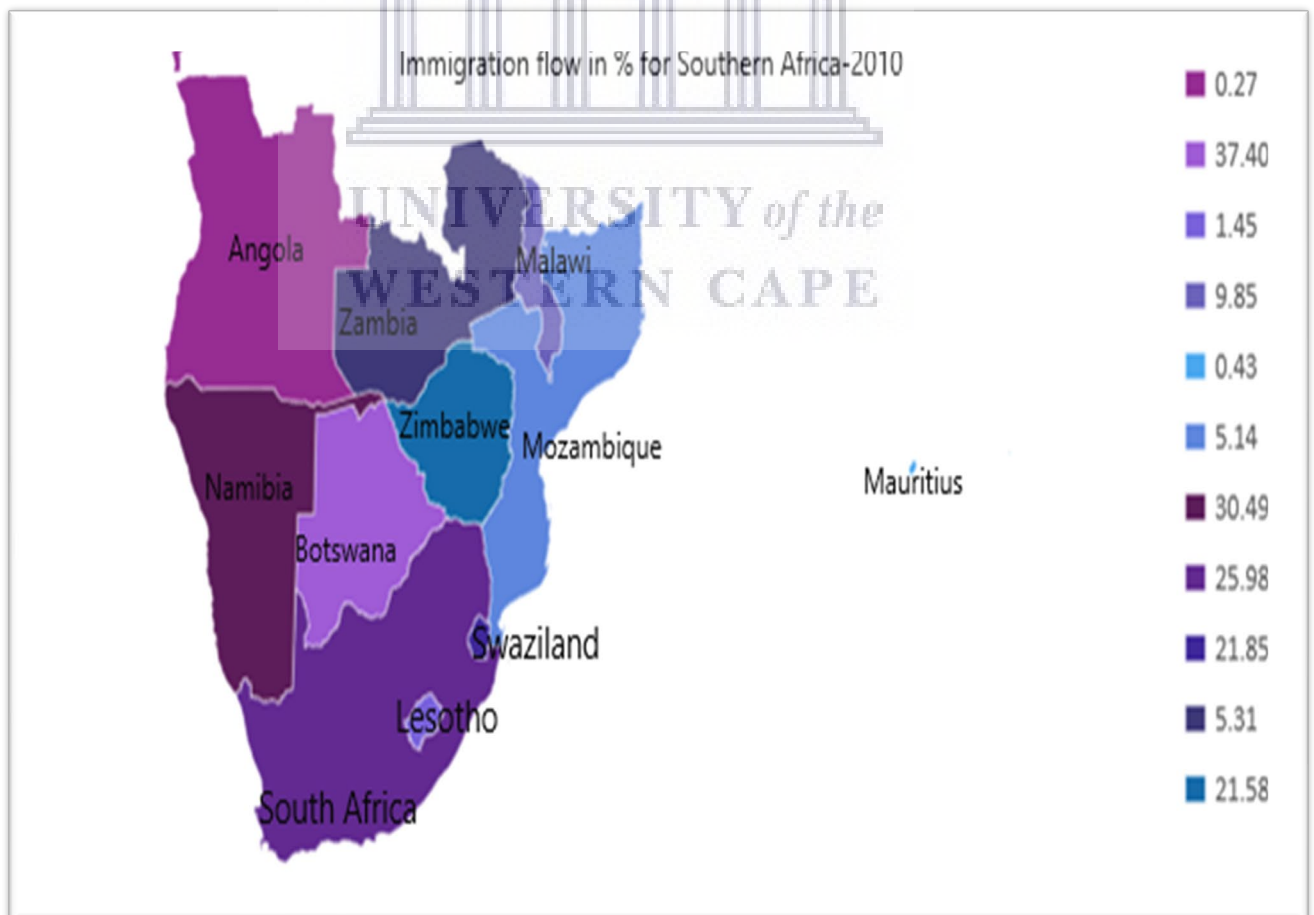 Immigration flow in % for Southern Africa-2010
UNIVERSITY of the
WESTERN CAPE
Angola
Malawi
Zambia
Zimbabwe
Mozambique
Namibia
Botswana
Mauritius
Swaziland
Lesotho
South Africa
0.27
37.40
1.45
9.85
0.43
5.14
30.49
25.98
21.85
5.31
21.58